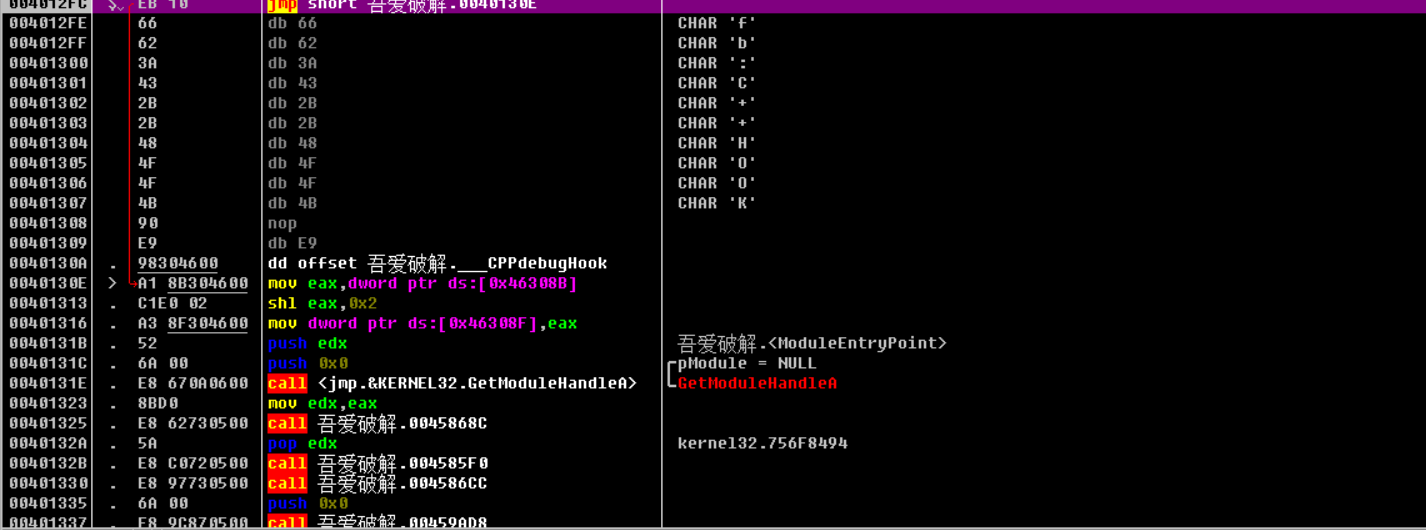 004012FC $ EB 10 jmp short 吾爱破解.0040130E
004012FE 66 db 66 CHAR 'f'
004012FF 62 db 62 CHAR 'b'
00401300 3A db 3A CHAR ':'
00401301 43 db 43 CHAR 'C'
00401302 2B db 2B CHAR '+'
00401303 2B db 2B CHAR '+'
00401304 48 db 48 CHAR 'H'
00401305 4F db 4F CHAR 'O'
00401306 4F db 4F CHAR 'O'
00401307 4B db 4B CHAR 'K'
00401308 90 nop
00401309 E9 db E9
0040130A . 98304600 dd offset 吾爱破解.___CPPdebugHook
0040130E > A1 8B304600 mov eax,dword ptr ds:[0x46308B]
00401313 . C1E0 02 shl eax,0x2
00401316 . A3 8F304600 mov dword ptr ds:[0x46308F],eax
0040131B . 52 push edx 吾爱破解.<ModuleEntryPoint>
0040131C . 6A 00 push 0x0 pModule = NULL
0040131E . E8 670A0600 call <jmp.&KERNEL32.GetModuleHandleA> GetModuleHandleA
00401323 . 8BD0 mov edx,eax
00401325 . E8 62730500 call 吾爱破解.0045868C
0040132A . 5A pop edx kernel32.756F8494
0040132B . E8 C0720500 call 吾爱破解.004585F0
00401330 . E8 97730500 call 吾爱破解.004586CC
00401335 . 6A 00 push 0x0
00401337 . E8 9C870500 call 吾爱破解.00459AD8